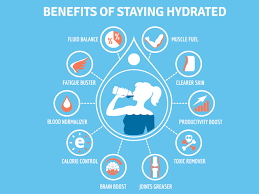 BENEFITS OF STAYING HYDRATED
FLUID BALANCE
MUSCLE FUEL
FATIGUE BUSTER
CLEARER SKIN
BLOOD NORMALIZER
PRODUCTIVITY BOOST
CALORIE CONTROL
TOXIC REMOVER
BRAIN BOOST
JOINTS GREASER